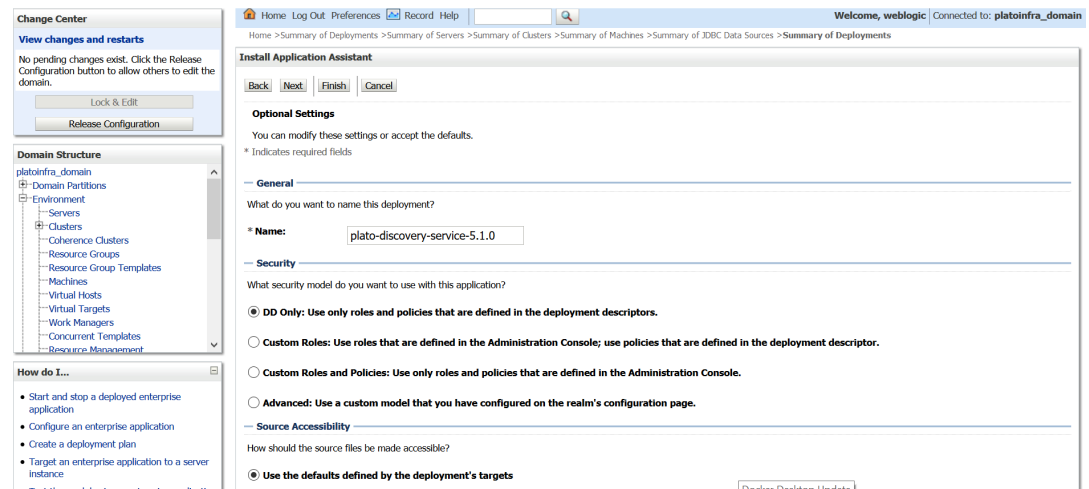 Change Center
View changes and restarts
No pending changes exist. Click the Release
Configuration button to allow others to edit the
domain.
Lock & Edit
Release Configuration
Domain Structure
platoinfra_domain
Domain Partitions
Environment
Servers
Clusters
Coherence Clusters
Resource Groups
Resource Group Templates
Machines
Virtual Hosts
Virtual Targets
Work Managers
Concurrent Templates
Resource Management
How do I...
Start and stop a deployed enterprise
application
Configure an enterprise application
Create a deployment plan
Target an enterprise application to a server
instance
Home Log Out Preferences Record Help
Welcome, weblogic Connected to: platoinfra_domain
Home >Summary of Deployments >Summary of Servers >Summary of Clusters >Summary of Machines >Summary of JDBC Data Sources >Summary of Deployments
Install Application Assistant
Back Next Finish Cancel
Optional Settings
You can modify these settings or accept the defaults.
* Indicates required fields
General
What do you want to name this deployment?
* Name: plato-discovery-service-5.1.0
Security
What security model do you want to use with this application?
DD Only: Use only roles and policies that are defined in the deployment descriptors.
Custom Roles: Use roles that are defined in the Administration Console; use policies that are defined in the deployment descriptor.
Custom Roles and Policies: Use only roles and policies that are defined in the Administration Console.
Advanced: Use a custom model that you have configured on the realm's configuration page.
Source Accessibility
How should the source files be made accessible?
Use the defaults defined by the deployment's targets
Docker Desktop Update